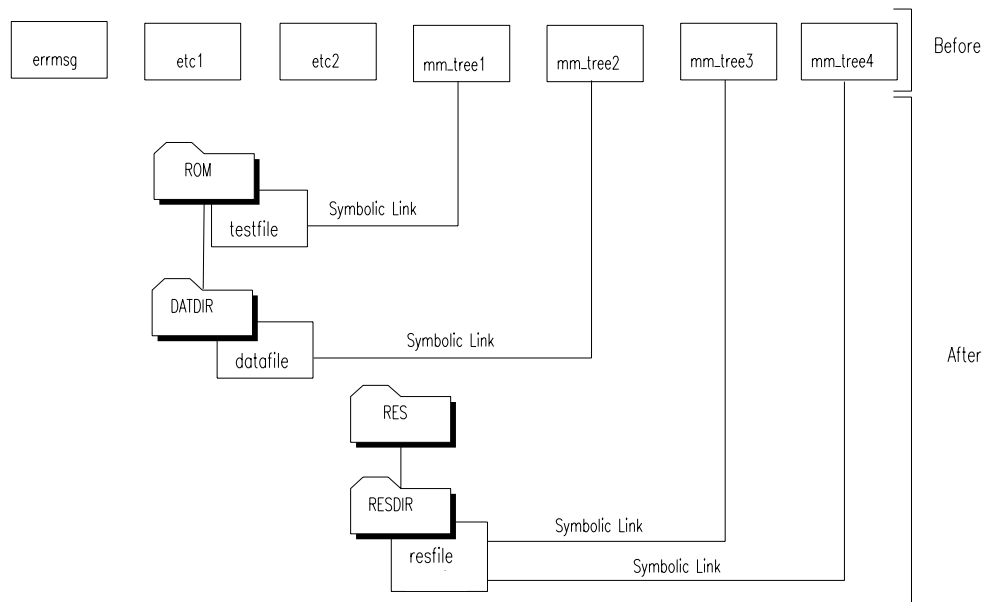 errmsg
etc1
etc2
mm_tree1
mm_tree2
mm_tree3
mm_tree4
Before
ROM
testfile
Symbolic Link
DATDIR
datafile
Symbolic Link
After
RES
RESDIR
resfile
Symbolic Link
Symbolic Link